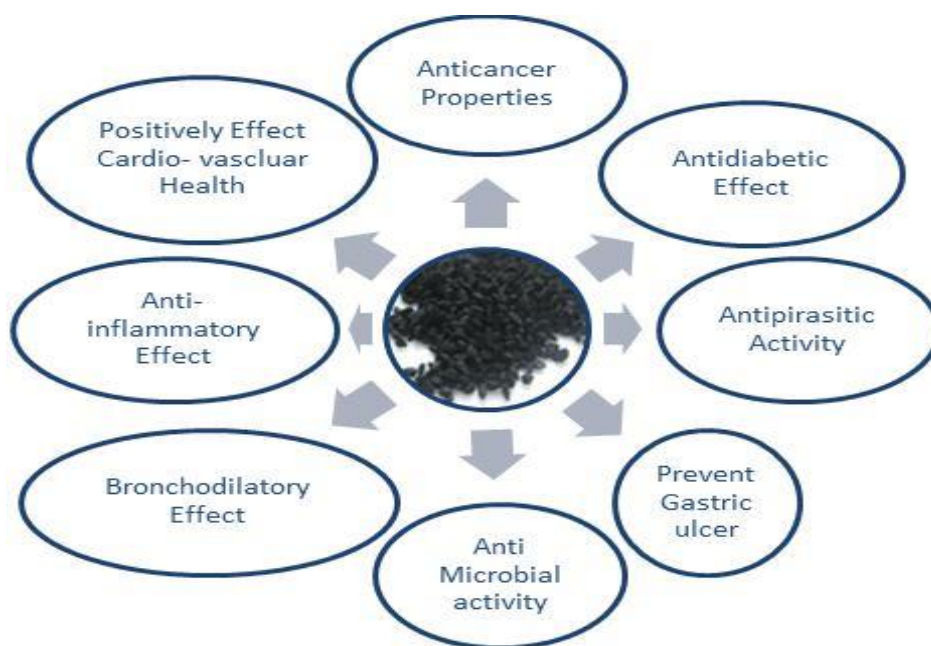 Anticancer
Properties
Positively Effect
Cardio- vascluar
Health
Antidiabetic
Effect
Anti-
inflammatory
Effect
Antipirasitic
Activity
Bronchodilatory
Effect
Prevent
Gastric
ulcer
Anti
Microbial
activity